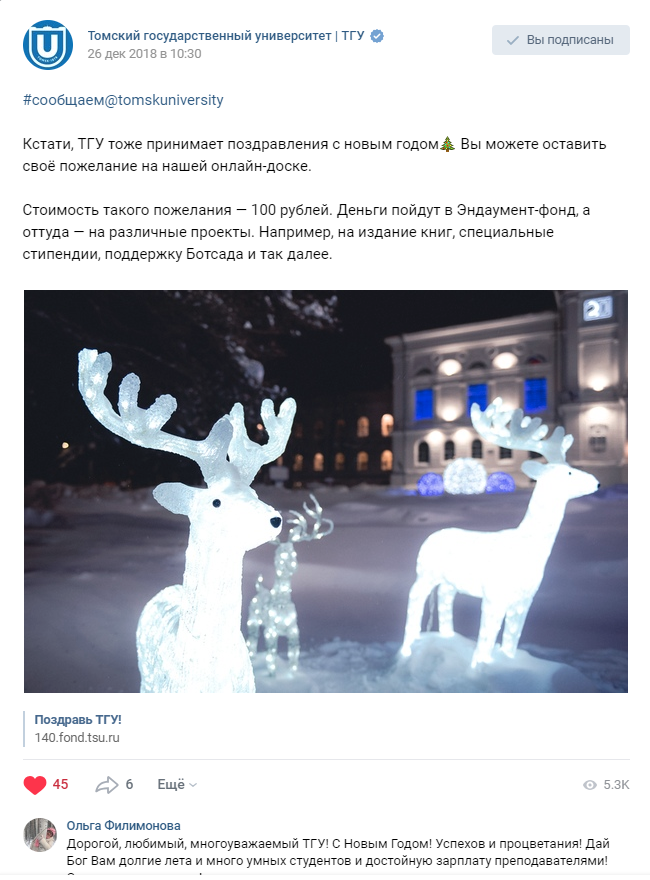 Томский государственный университет | ТГУ
26 дек 2018 в 10:30
Вы подписаны
#сообщаем@tomskuniversity
Кстати, ТГУ тоже принимает поздравления с новым годом🎄 Вы можете оставить
своё пожелание на нашей онлайн-доске.
Стоимость такого пожелания — 100 рублей. Деньги пойдут в Эндаумент-фонд, а
оттуда — на различные проекты. Например, на издание книг, специальные
стипендии, поддержку Ботсада и так далее.
Поздравь ТГУ!
140.fond.tsu.ru
45
6
Ещё
5.3K
Ольга Филимонова
Дорогой, любимый, многоуважаемый ТГУ! С Новым Годом! Успехов и процветания! Дай
Бог Вам долгие лета и много умных студентов и достойную зарплату преподавателями!